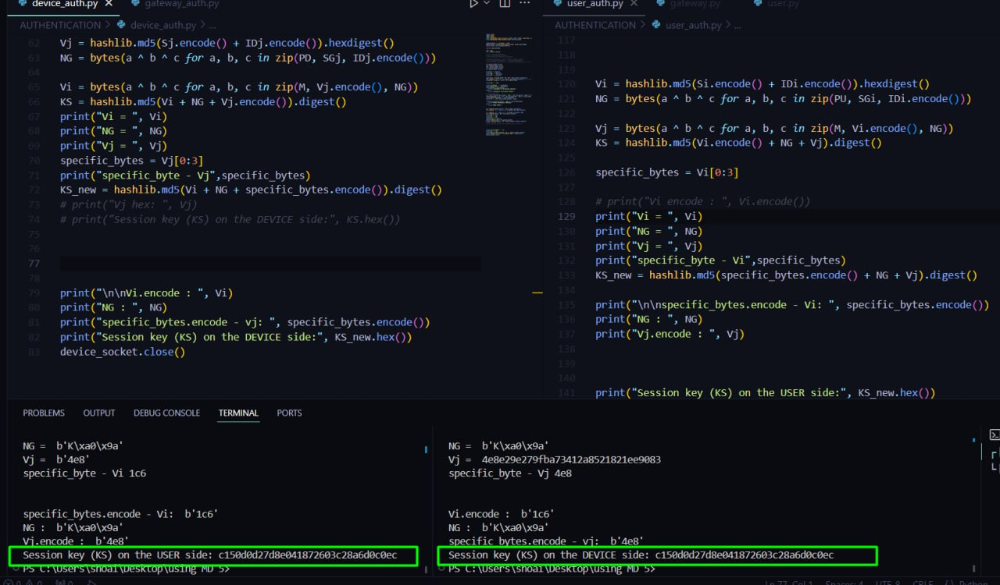 device_auth.py
gateway_auth.py
AUTHENTICATION > device_auth.py > ...
62 Vj = hashlib.md5(Sj.encode() + IDj.encode()).hexdigest()
63 NG = bytes(a ^ b ^ c for a, b, c in zip(PD, SGj, IDj.encode()))
64
65 Vi = bytes(a ^ b ^ c for a, b, c in zip(M, Vj.encode(), NG))
66 KS = hashlib.md5(Vi + NG + Vj.encode()).digest()
67 print("Vi = ", Vi)
68 print("NG = ", NG)
69 print("Vj = ", Vj)
70 specific_bytes = Vj[0:3]
71 print("specific_byte - Vj",specific_bytes)
72 KS_new = hashlib.md5(Vi + NG + specific_bytes.encode()).digest()
73 # print("Vj hex: ", Vj)
74 # print("Session key (KS) on the DEVICE side:", KS.hex())
75
76
77
78
79 print("\n\nVi.encode : ", Vi)
80 print("NG : ", NG)
81 print("specific_bytes.encode - vj: ", specific_bytes.encode())
82 print("Session key (KS) on the DEVICE side:", KS_new.hex())
83 device_socket.close()
user_auth.py
gateway.py
user.py
AUTHENTICATION > user_auth.py > ...
117
118
119
120 Vi = hashlib.md5(Si.encode() + IDi.encode()).hexdigest()
121 NG = bytes(a ^ b ^ c for a, b, c in zip(PU, SGi, IDi.encode()))
122
123 Vj = bytes(a ^ b ^ c for a, b, c in zip(M, Vi.encode(), NG))
124 KS = hashlib.md5(Vi.encode() + NG + Vj).digest()
125
126 specific_bytes = Vi[0:3]
127
128 # print("Vi encode : ", Vi.encode())
129 print("Vi = ", Vi)
130 print("NG = ", NG)
131 print("Vj = ", Vj)
132 print("specific_byte - Vi",specific_bytes)
133 KS_new = hashlib.md5(specific_bytes.encode() + NG + Vj).digest()
134
135 print("\n\nspecific_bytes.encode - Vi: ", specific_bytes.encode())
136 print("NG : ", NG)
137 print("Vj.encode : ", Vj)
138
139
140
141 print("Session key (KS) on the USER side:", KS_new.hex())
PROBLEMS OUTPUT DEBUG CONSOLE TERMINAL PORTS
NG =  b'K\xa0\x9a'
Vj =  b'4e8'
specific_byte - Vi 1c6
specific_bytes.encode - Vi:  b'1c6'
NG :  b'K\xa0\x9a'
Vj.encode :  b'4e8'
Session key (KS) on the USER side: c150d0d27d8e041872603c28a6d0c0ec
PS C:\Users\shoai\Desktop\using MD 5>
NG =  b'K\xa0\x9a'
Vj =  4e8e29e279fba73412a8521821ee9083
specific_byte - Vj 4e8
Vi.encode :  b'1c6'
NG :  b'K\xa0\x9a'
specific_bytes.encode - vj:  b'4e8'
Session key (KS) on the DEVICE side: c150d0d27d8e041872603c28a6d0c0ec
PS C:\Users\shoai\Desktop\using MD 5>
Ln 77, Col 1 Spaces: 4 UTF-8 CRLF Python